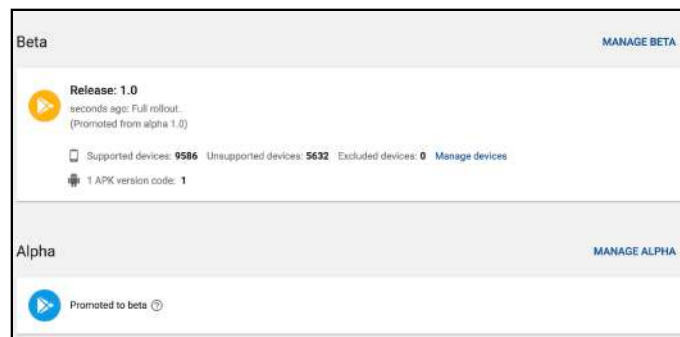 Beta
MANAGE BETA
Release: 1.0
seconds ago: Full rollout.
(Promoted from alpha 1.0)
Supported devices: 9586 Unsupported devices: 5632 Excluded devices: 0 Manage devices
1 APK version code: 1
Alpha
MANAGE ALPHA
Promoted to beta